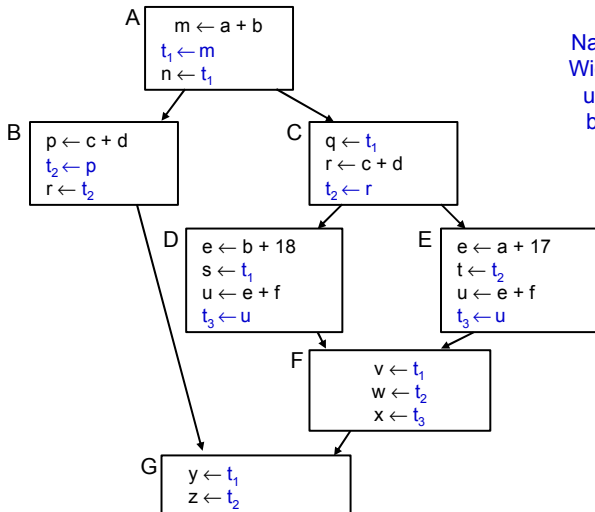 A
m ← a + b
t₁ ← m
n ← t₁
B
p ← c + d
t₂ ← p
r ← t₂
C
q ← t₁
r ← c + d
t₂ ← r
D
e ← b + 18
s ← t₁
u ← e + f
t₃ ← u
E
e ← a + 17
t ← t₂
u ← e + f
t₃ ← u
F
v ← t₁
w ← t₂
x ← t₃
G
y ← t₁
z ← t₂